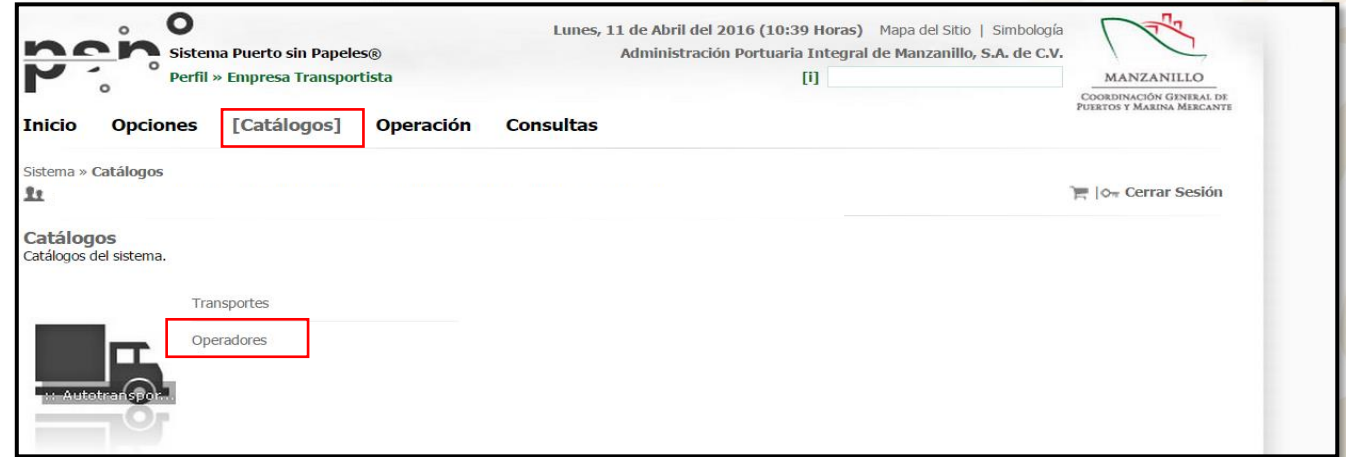 psp
Lunes, 11 de Abril del 2016 (10:39 Horas) Mapa del Sitio | Simbología
Sistema Puerto sin Papeles® Administración Portuaria Integral de Manzanillo, S.A. de C.V.
Perfil » Empresa Transportista [i]
MANZANILLO
COORDINACIÓN GENERAL DE
PUERTOS Y MARINA MERCANTE
Inicio Opciones [Catálogos] Operación Consultas
Sistema » Catálogos
| Cerrar Sesión
Catálogos
Catálogos del sistema.
Transportes
Operadores
:: Autotranspor...